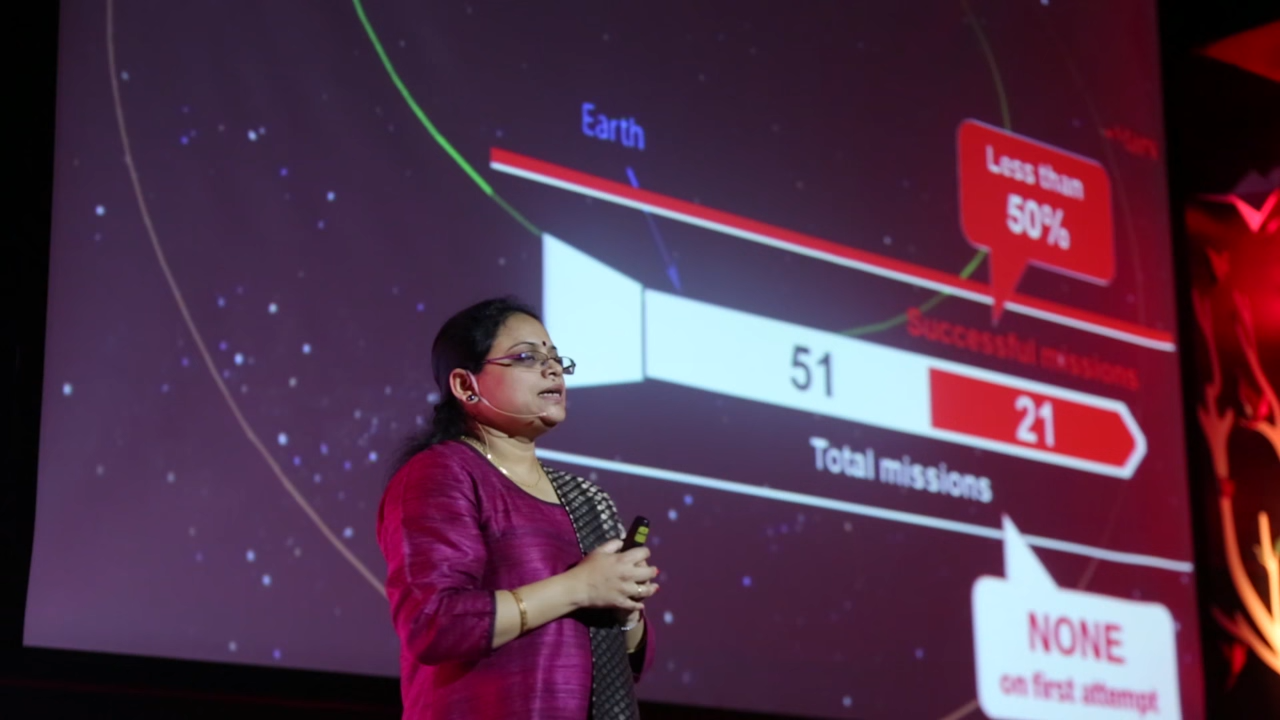 Earth
Less than
50%
Successful missions
51
21
Total missions
NONE
on first attempt